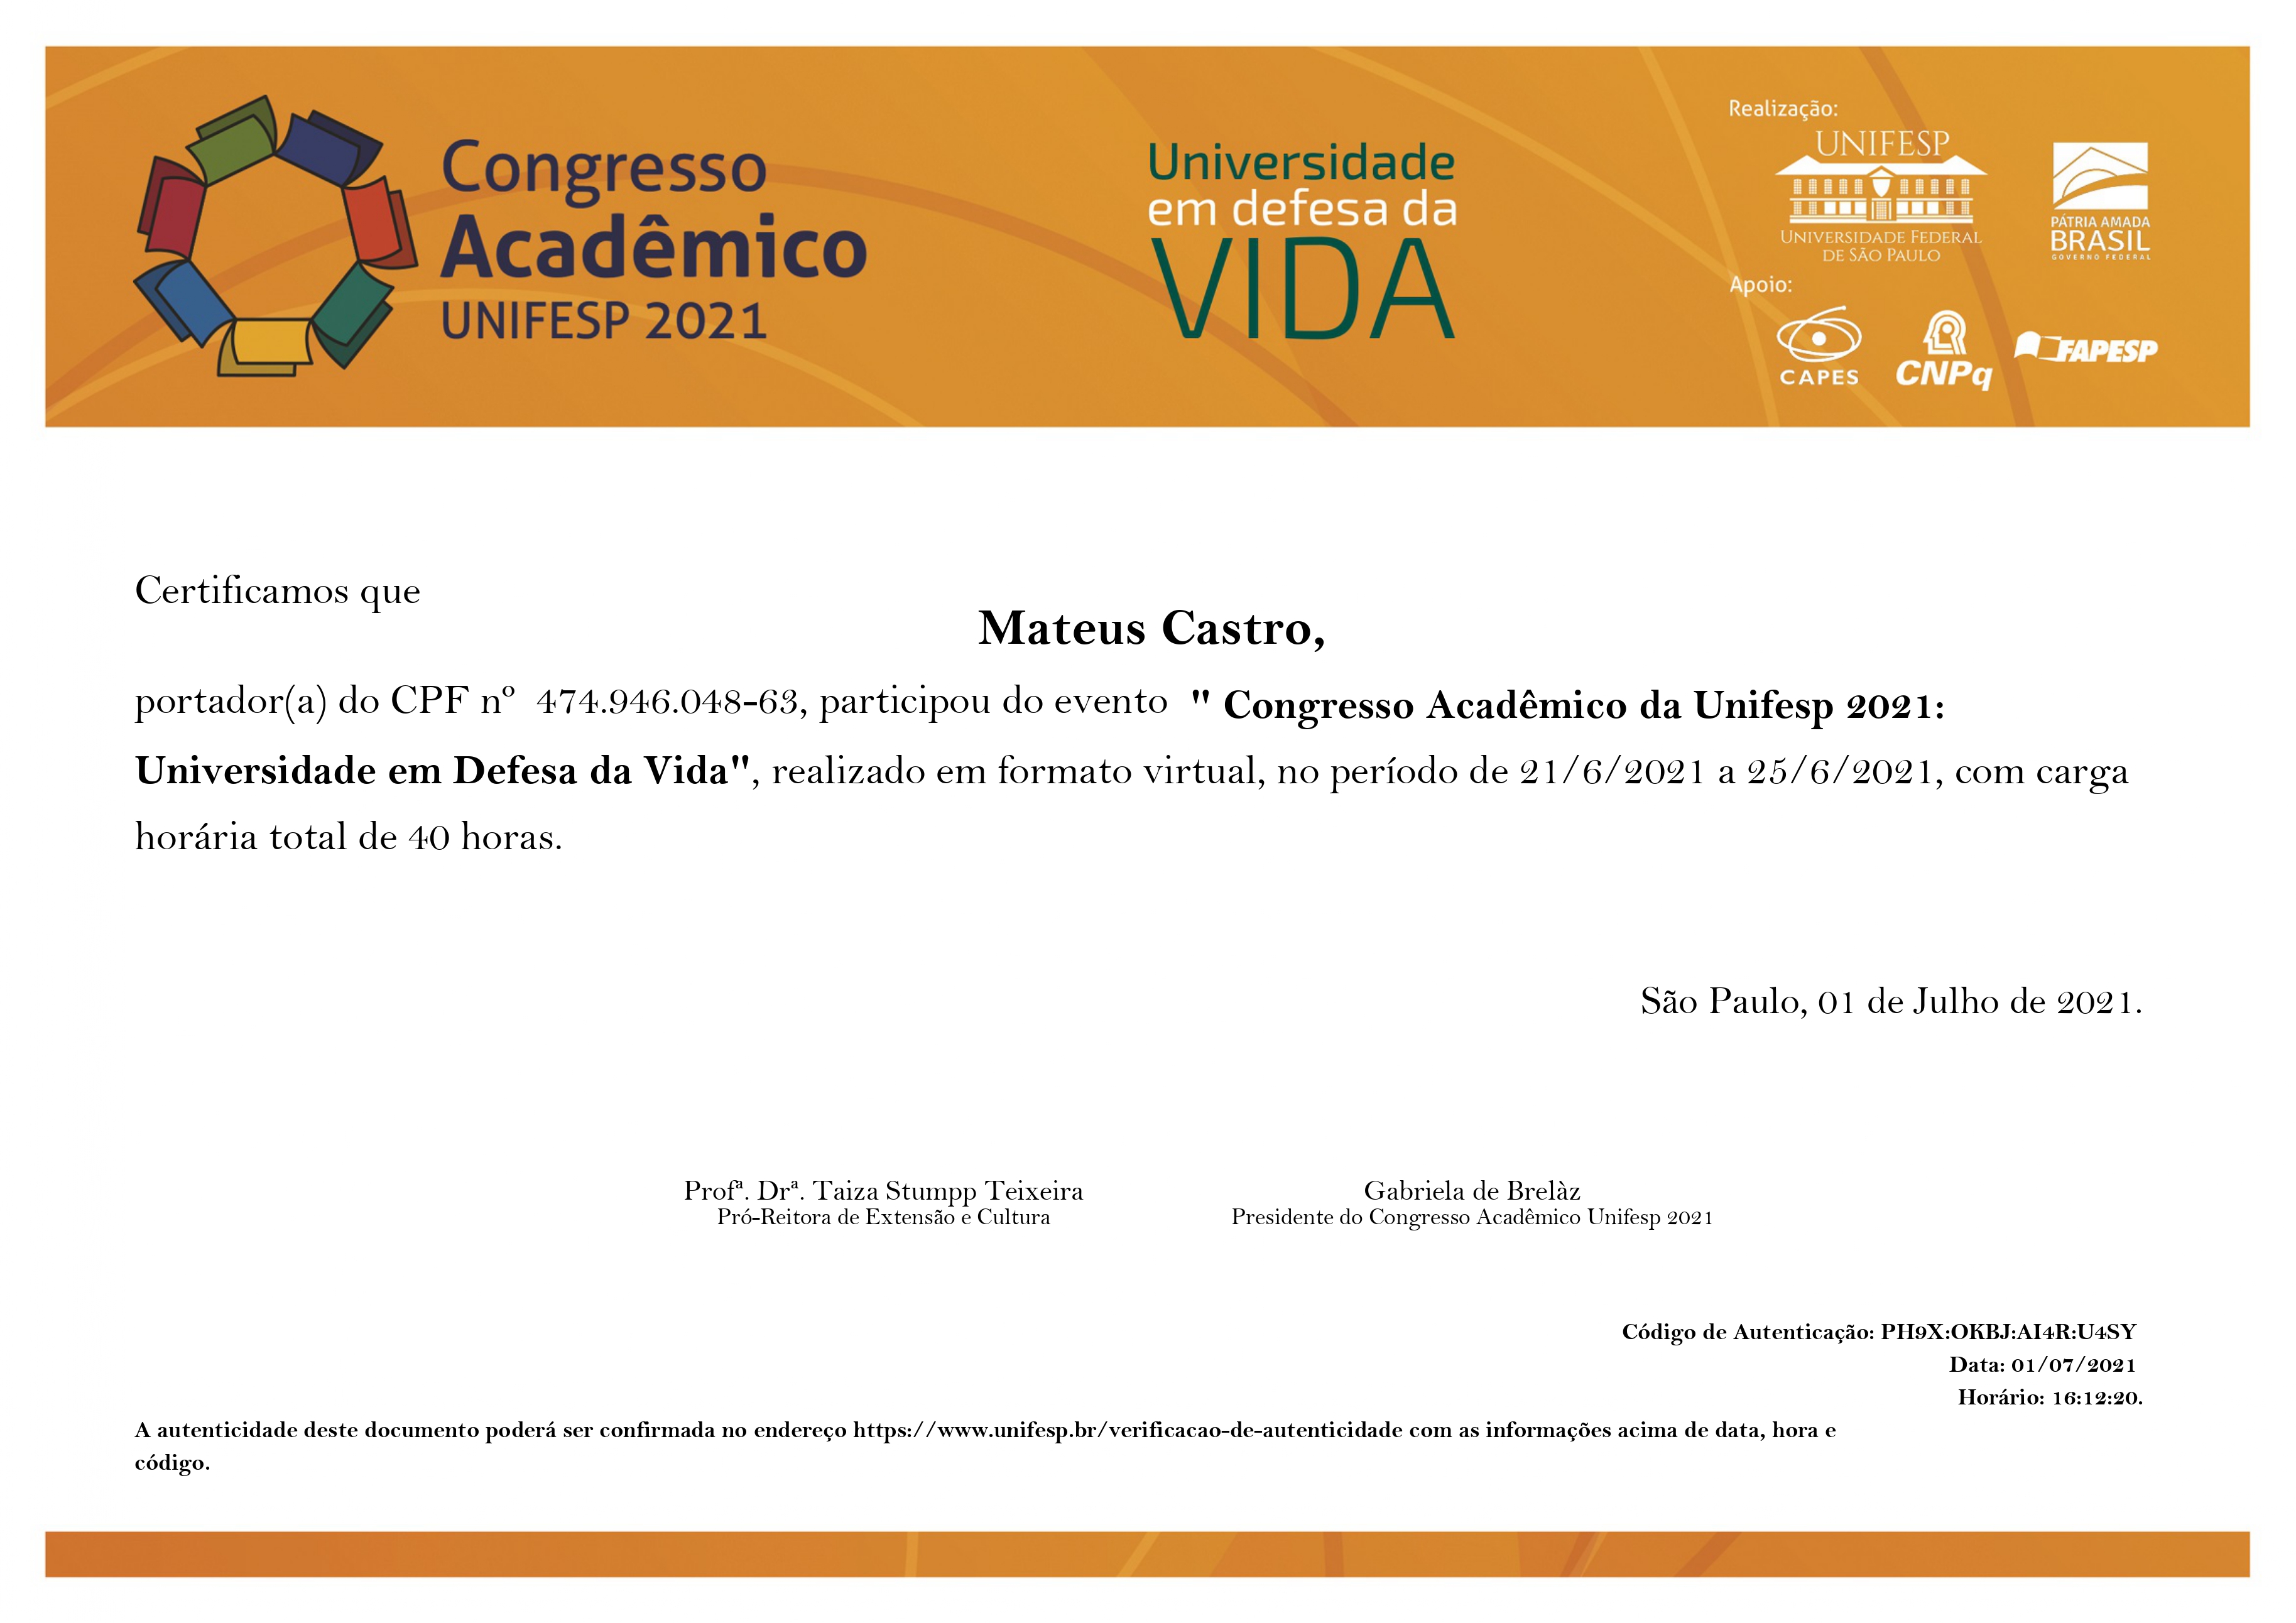 Congresso
Acadêmico
UNIFESP 2021
Universidade
em defesa da
VIDA
Realização:
UNIFESP
UNIVERSIDADE FEDERAL
DE SÃO PAULO
PÁTRIA AMADA
BRASIL
GOVERNO FEDERAL
Apoio:
CAPES
CNPq
FAPESP
Certificamos que
Mateus Castro,
portador(a) do CPF nº 474.946.048-63, participou do evento " Congresso Acadêmico da Unifesp 2021:
Universidade em Defesa da Vida", realizado em formato virtual, no período de 21/6/2021 a 25/6/2021, com carga
horária total de 40 horas.
São Paulo, 01 de Julho de 2021.
Profª. Drª. Taiza Stumpp Teixeira
Pró-Reitora de Extensão e Cultura
Gabriela de Brelàz
Presidente do Congresso Acadêmico Unifesp 2021
Código de Autenticação: PH9X:OKBJ:AI4R:U4SY
Data: 01/07/2021
Horário: 16:12:20.
A autenticidade deste documento poderá ser confirmada no endereço https://www.unifesp.br/verificacao-de-autenticidade com as informações acima de data, hora e
código.